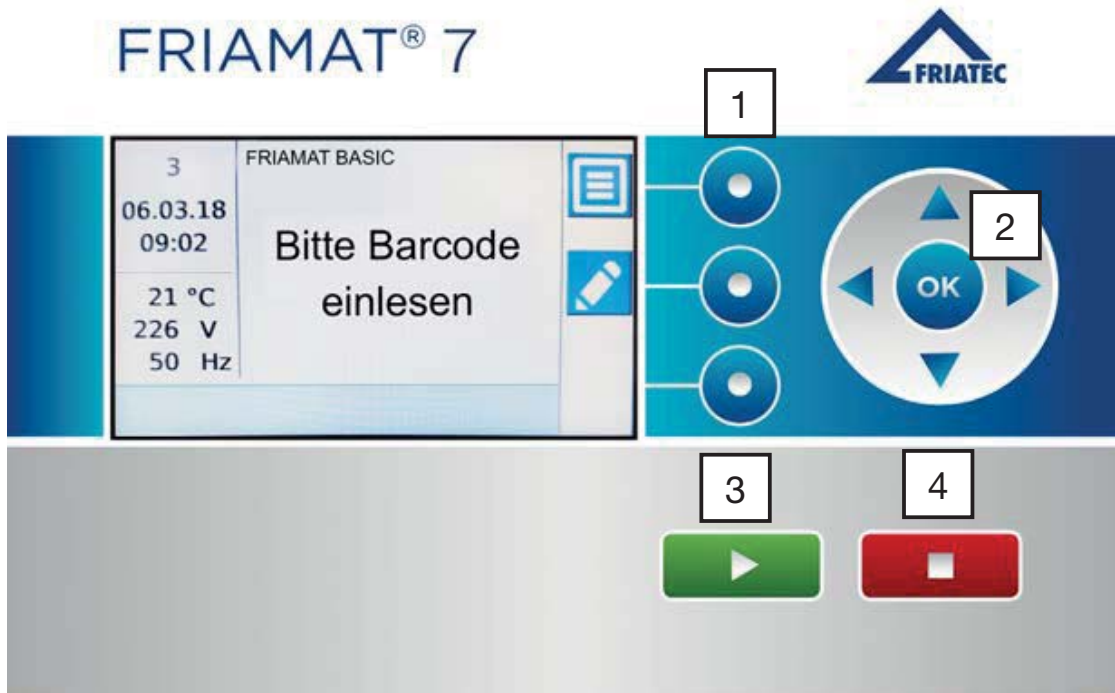 FRIAMAT® 7
FRIATEC
1
2
3
06.03.18
09:02
21 °C
226 V
50 Hz
FRIAMAT BASIC
Bitte Barcode
einlesen
OK
3
4